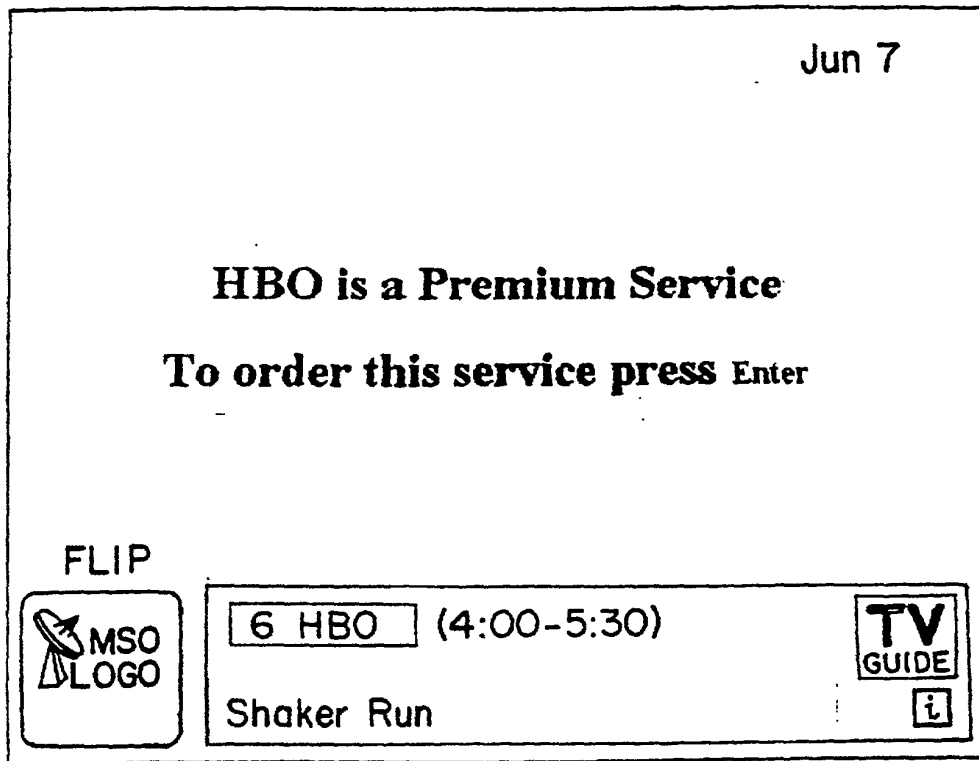 Jun 7
HBO is a Premium Service
To order this service press Enter
FLIP
MSO
LOGO
6 HBO (4:00-5:30)
Shaker Run
TV
GUIDE
i